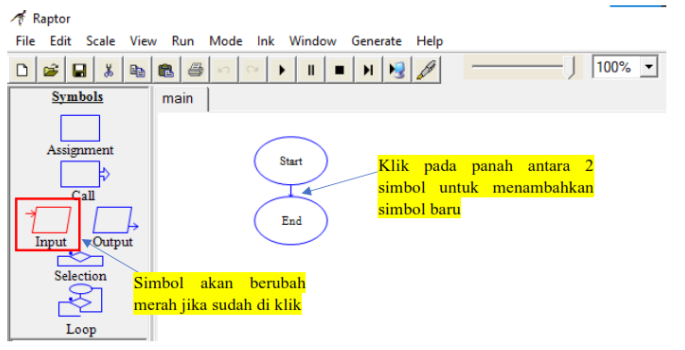 Raptor
File Edit Scale View Run Mode Ink Window Generate Help
100%
Symbols
main
Assignment
Call
Input Output
Selection
Loop
Start
End
Klik pada panah antara 2
simbol untuk menambahkan
simbol baru
Simbol akan berubah
merah jika sudah di klik